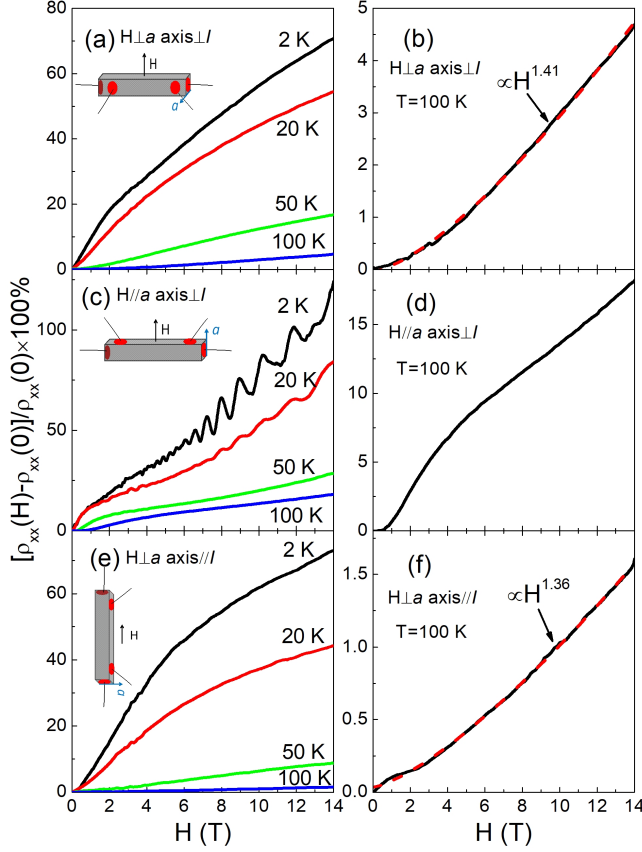 [ρxx(H)-ρxx(0)]/ρxx(0)×100%
(a) H⊥a axis⊥I
2 K
H
a
20 K
50 K
100 K
80
60
40
20
0
(b)
H⊥a axis⊥I
T=100 K
∝H^1.41
5
4
3
2
1
0
(c) H//a axis⊥I
2 K
H
a
20 K
50 K
100 K
100
50
0
(d)
H//a axis⊥I
T=100 K
15
10
5
0
(e) H⊥a axis//I
2 K
H
a
20 K
50 K
100 K
60
40
20
0
0 2 4 6 8 10 12 14
H (T)
(f)
H⊥a axis//I
T=100 K
∝H^1.36
1.5
1.0
0.5
0.0
0 2 4 6 8 10 12 14
H (T)